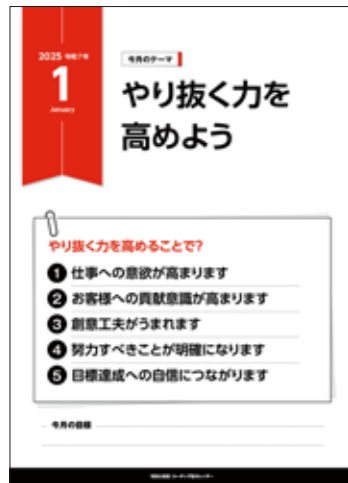 2025 令和7年
1
January
今月のテーマ
やり抜く力を
高めよう
やり抜く力を高めることで?
1 仕事への意欲が高まります
2 お客様への貢献意識が高まります
3 創意工夫がうまれます
4 努力すべきことが明確になります
5 目標達成への自信につながります
今月の目標